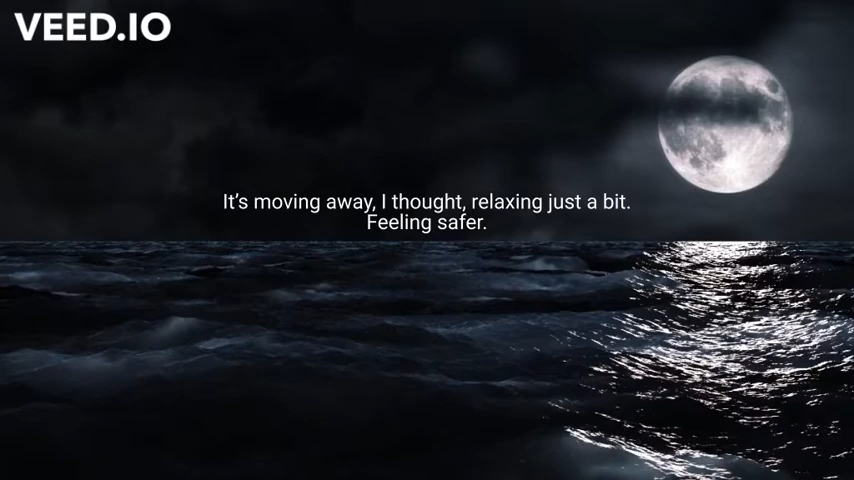 VEED.IO
It's moving away, I thought, relaxing just a bit.
Feeling safer.